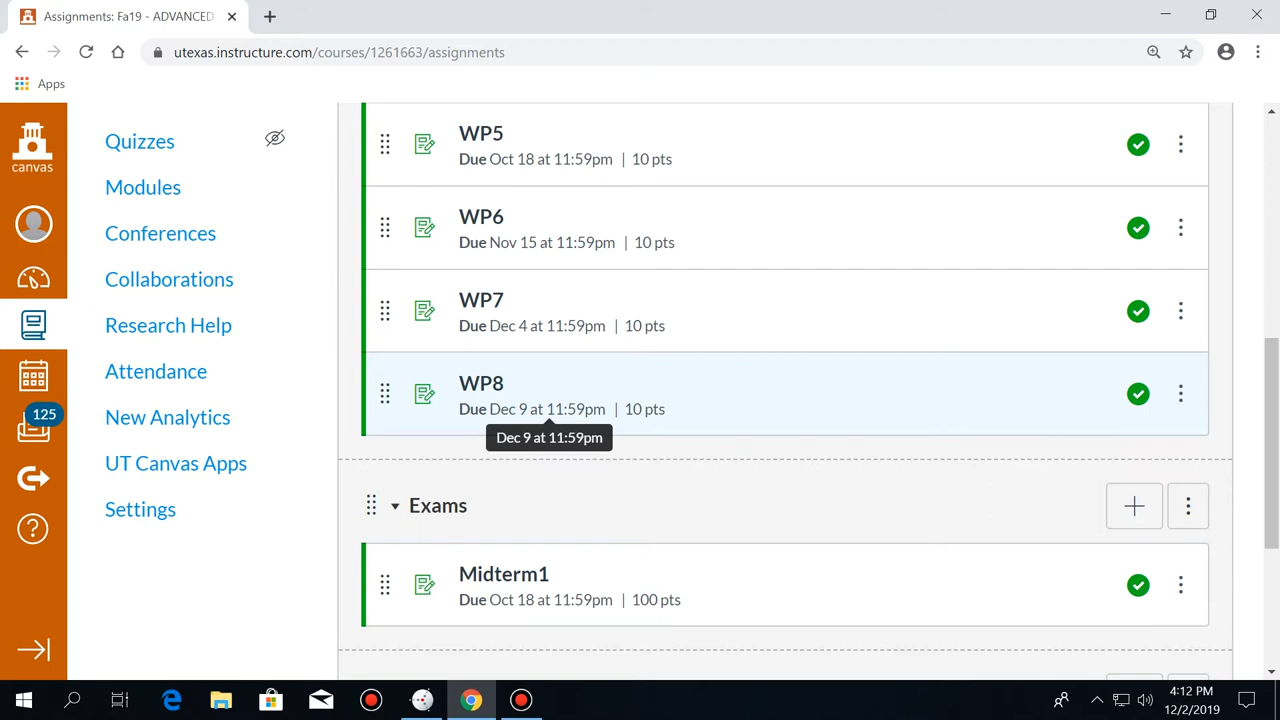 Assignments: Fa19 - ADVANCED
utexas.instructure.com/courses/1261663/assignments
Apps
canvas
125
Quizzes
Modules
Conferences
Collaborations
Research Help
Attendance
New Analytics
UT Canvas Apps
Settings
WP5
Due Oct 18 at 11:59pm | 10 pts
WP6
Due Nov 15 at 11:59pm | 10 pts
WP7
Due Dec 4 at 11:59pm | 10 pts
WP8
Due Dec 9 at 11:59pm | 10 pts
Dec 9 at 11:59pm
Exams
Midterm1
Due Oct 18 at 11:59pm | 100 pts
4:12 PM
12/2/2019